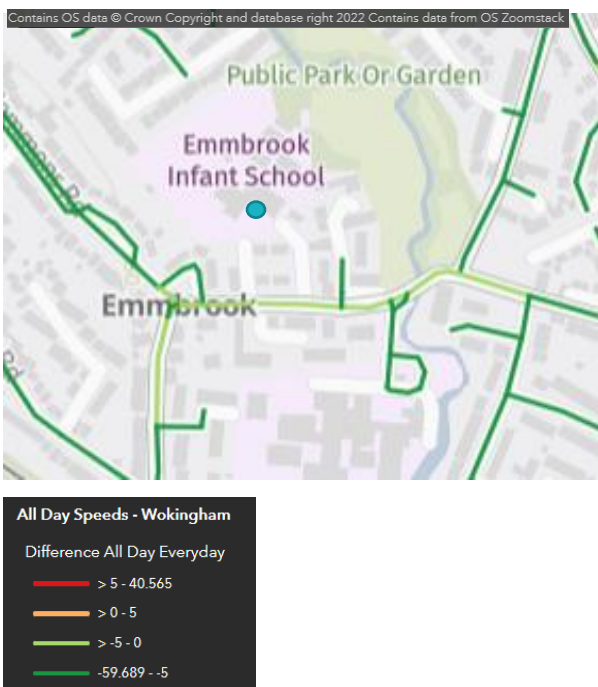 Contains OS data © Crown Copyright and database right 2022 Contains data from OS Zoomstack
Public Park Or Garden
Emmbrook
Infant School
Emmbrook
Rd
All Day Speeds - Wokingham
Difference All Day Everyday
> 5 - 40.565
> 0 - 5
> -5 - 0
-59.689 - -5